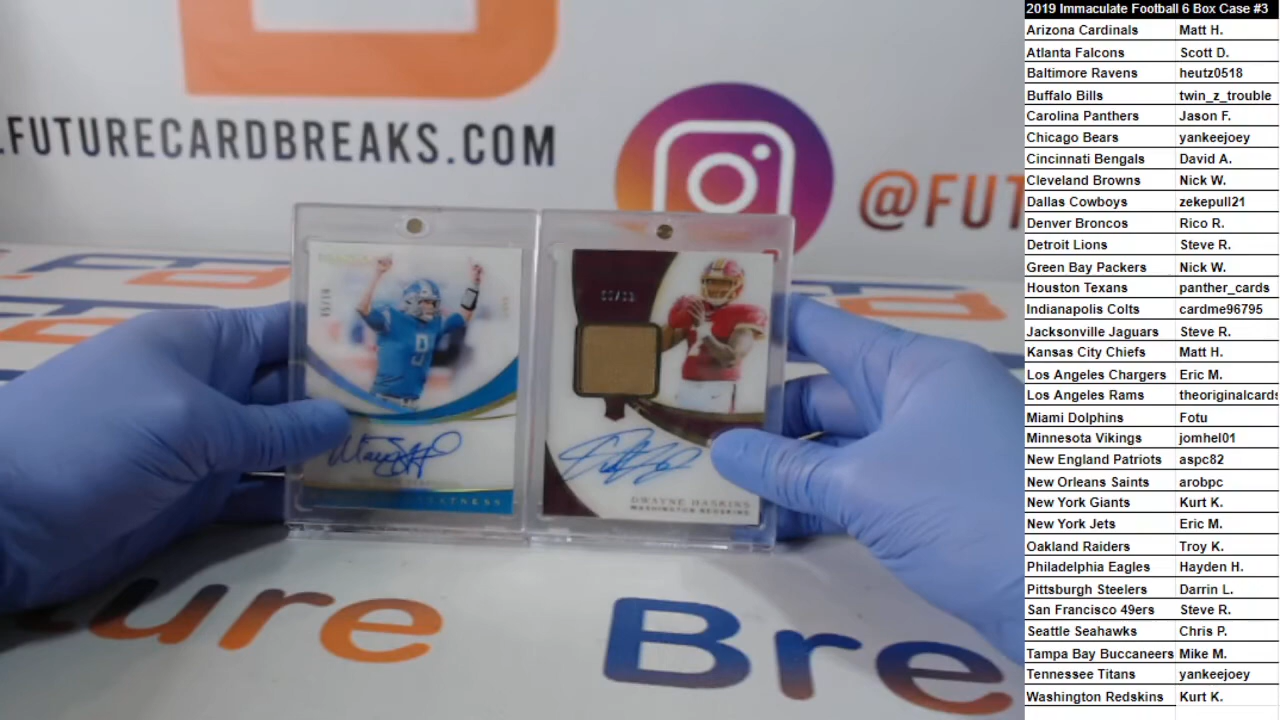 .FUTURECARDBREAKS.COM
@FU
DWAYNE HASKINS
WASHINGTON REDSKINS
ure Bre
2019 Immaculate Football 6 Box Case #3
Arizona Cardinals Matt H.
Atlanta Falcons Scott D.
Baltimore Ravens heutz0518
Buffalo Bills twin_z_trouble
Carolina Panthers Jason F.
Chicago Bears yankeejoey
Cincinnati Bengals David A.
Cleveland Browns Nick W.
Dallas Cowboys zekepull21
Denver Broncos Rico R.
Detroit Lions Steve R.
Green Bay Packers Nick W.
Houston Texans panther_cards
Indianapolis Colts cardme96795
Jacksonville Jaguars Steve R.
Kansas City Chiefs Matt H.
Los Angeles Chargers Eric M.
Los Angeles Rams theoriginalcards
Miami Dolphins Fotu
Minnesota Vikings jomhel01
New England Patriots aspc82
New Orleans Saints arobpc
New York Giants Kurt K.
New York Jets Eric M.
Oakland Raiders Troy K.
Philadelphia Eagles Hayden H.
Pittsburgh Steelers Darrin L.
San Francisco 49ers Steve R.
Seattle Seahawks Chris P.
Tampa Bay Buccaneers Mike M.
Tennessee Titans yankeejoey
Washington Redskins Kurt K.